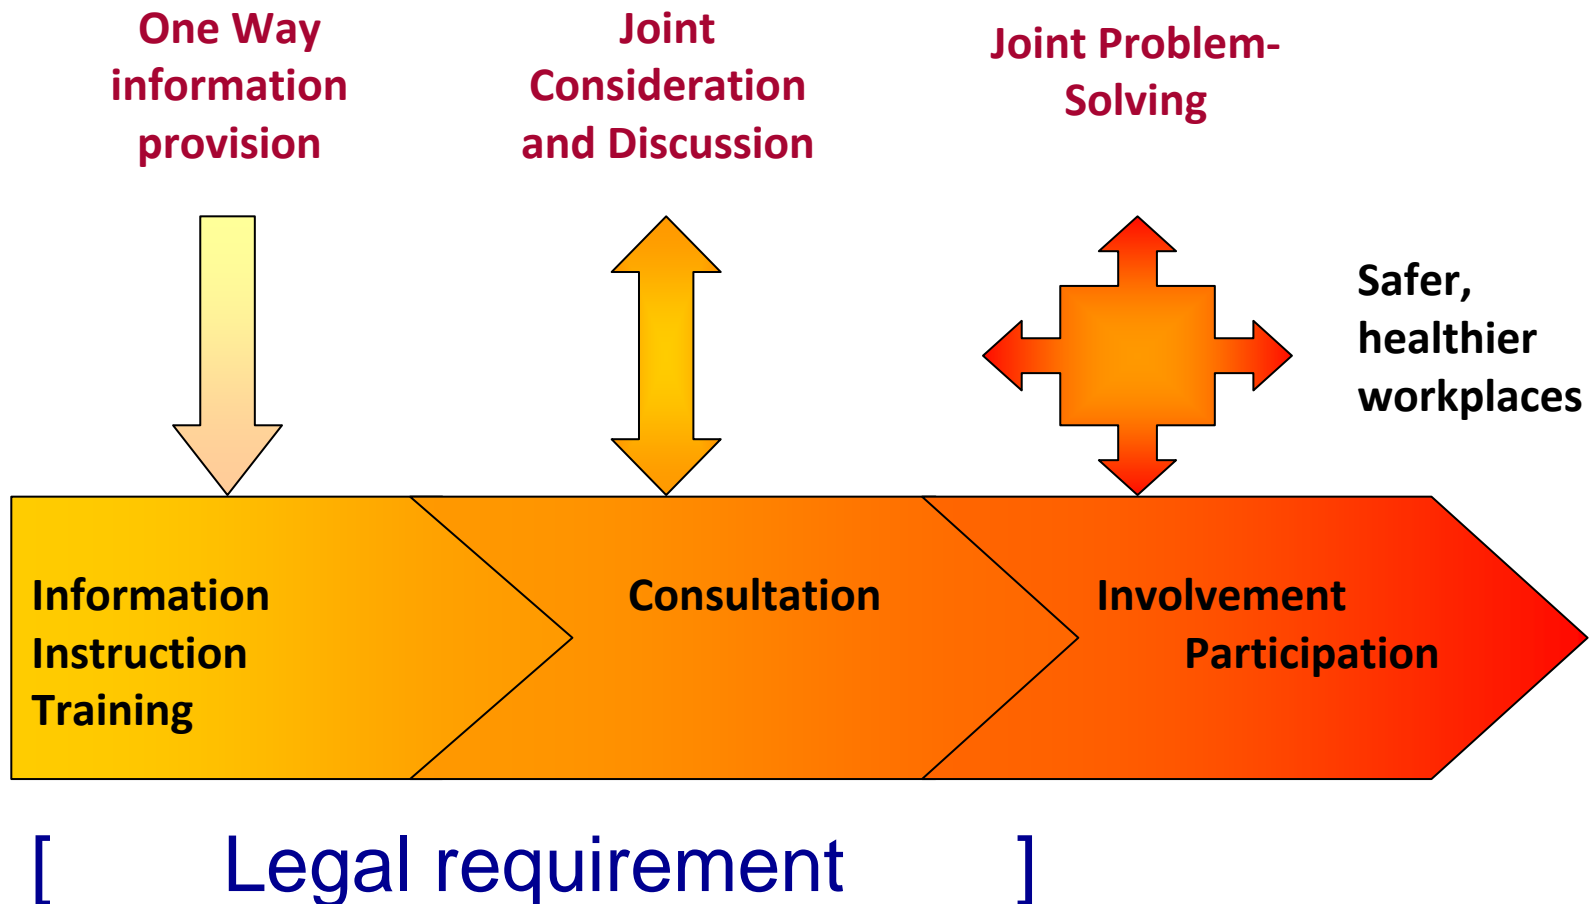 One Way
information
provision
Joint
Consideration
and Discussion
Joint Problem-
Solving
Safer,
healthier
workplaces
Information
Instruction
Training
Consultation
Involvement
Participation
[ Legal requirement ]